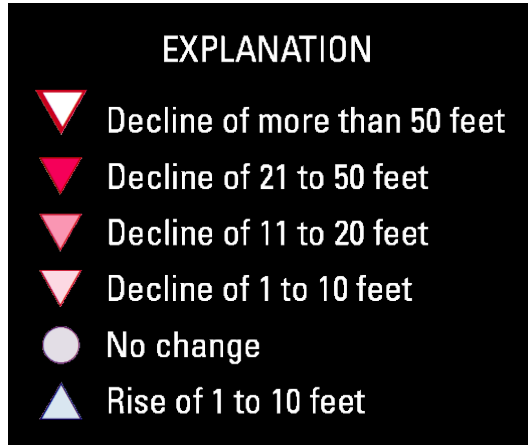 EXPLANATION
Decline of more than 50 feet
Decline of 21 to 50 feet
Decline of 11 to 20 feet
Decline of 1 to 10 feet
No change
Rise of 1 to 10 feet